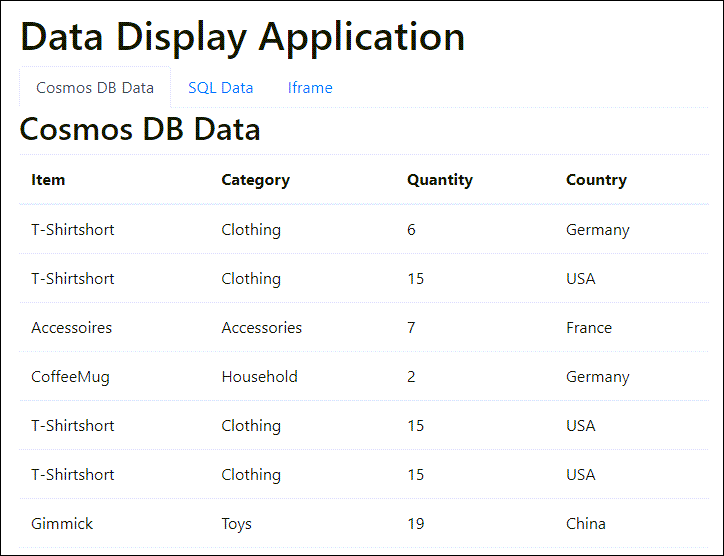 Data Display Application
Cosmos DB Data SQL Data Iframe
Cosmos DB Data
Item Category Quantity Country
T-Shirtshort Clothing 6 Germany
T-Shirtshort Clothing 15 USA
Accessoires Accessories 7 France
CoffeeMug Household 2 Germany
T-Shirtshort Clothing 15 USA
T-Shirtshort Clothing 15 USA
Gimmick Toys 19 China